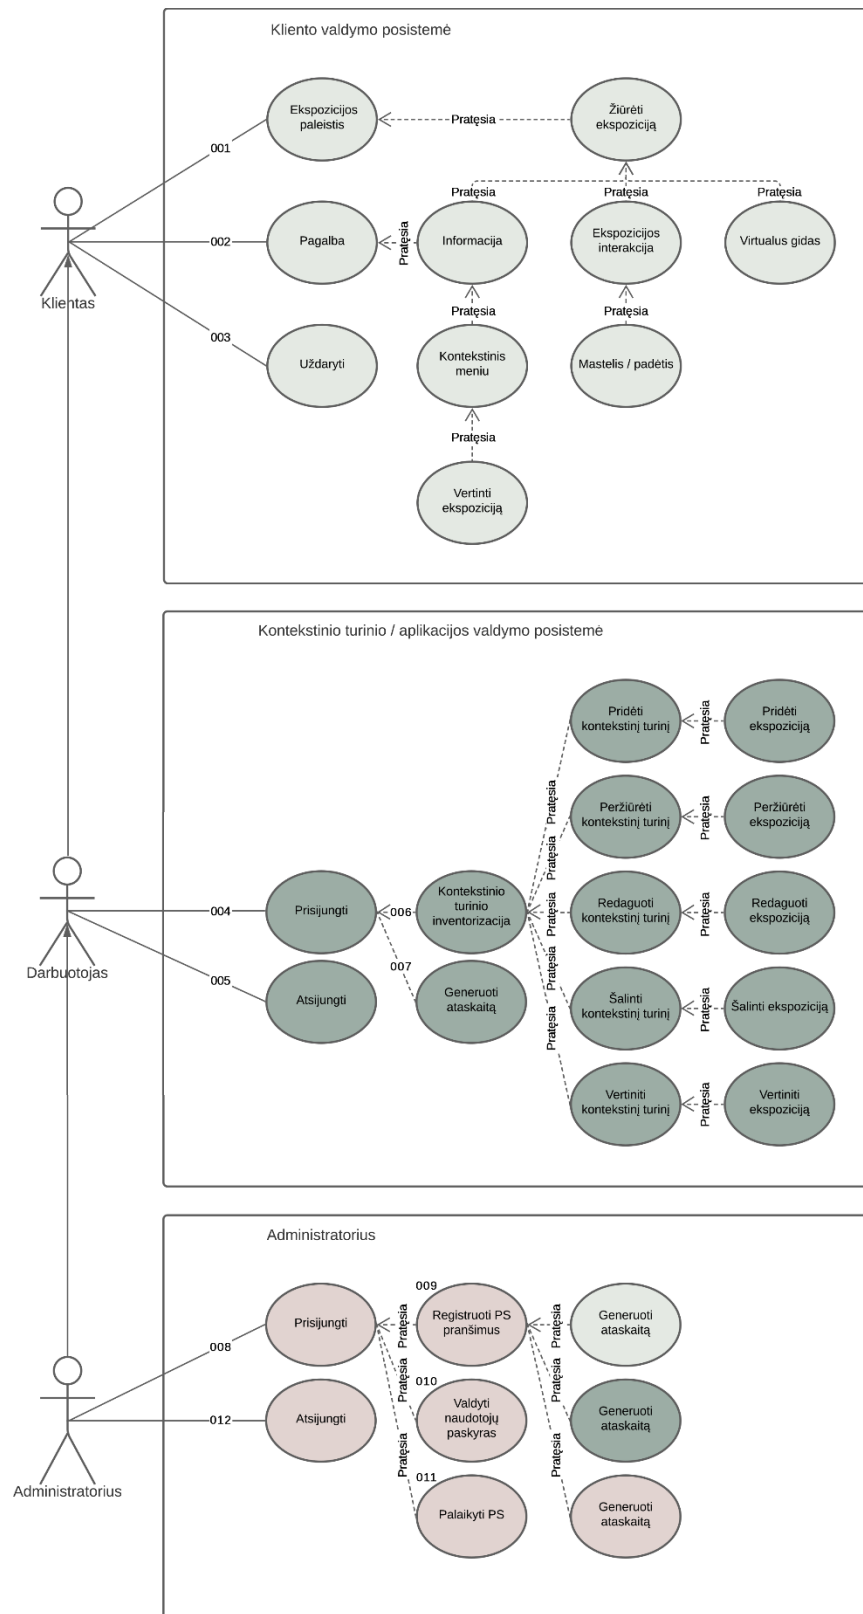 Kliento valdymo posistemė
Ekspozicijos
paleistis
Pratęsia
Žiūrėti
ekspoziciją
001
Pratęsia
Pratęsia
Pratęsia
002
Pagalba
Pratęsia
Informacija
Ekspozicijos
interakcija
Virtualus gidas
Klientas
003
Pratęsia
Pratęsia
Uždaryti
Kontekstinis
meniu
Mastelis / padėtis
Pratęsia
Vertinti
ekspoziciją
Kontekstinio turinio / aplikacijos valdymo posistemė
Pridėti
kontekstinį turinį
Pratęsia
Pridėti
ekspoziciją
Pratęsia
Peržiūrėti
kontekstinį turinį
Pratęsia
Peržiūrėti
ekspoziciją
Pratęsia
004
Prisijungti
006
Kontekstinio
turinio
inventorizacija
Pratęsia
Redaguoti
kontekstinį turinį
Pratęsia
Redaguoti
ekspoziciją
Darbuotojas
005
007
Atsijungti
Generuoti
ataskaitą
Pratęsia
Šalinti
kontekstinį turinį
Pratęsia
Šalinti ekspoziciją
Pratęsia
Vertiniti
kontekstinį turinį
Pratęsia
Vertiniti
ekspoziciją
Administratorius
009
008
Prisijungti
Pratęsia
Registruoti PS
pranšimus
Pratęsia
Generuoti
ataskaitą
010
012
Atsijungti
Pratęsia
Valdyti
naudotojų
paskyras
Pratęsia
Generuoti
ataskaitą
011
Administratorius
Pratęsia
Palaikyti PS
Pratęsia
Generuoti
ataskaitą